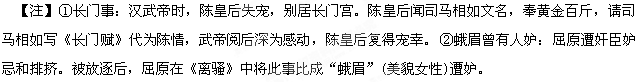 【注】①长门事：汉武帝时，陈皇后失宠，别居长门宫。陈皇后闻司马相如文名，奉黄金百斤，请司
马相如写《长门赋》代为陈情，武帝阅后深为感动，陈皇后复得宠幸。②蛾眉曾有人妒：屈原遭奸臣妒
忌和排挤。被放逐后，屈原在《离骚》中将此事比成“蛾眉”(美貌女性)遭妒。